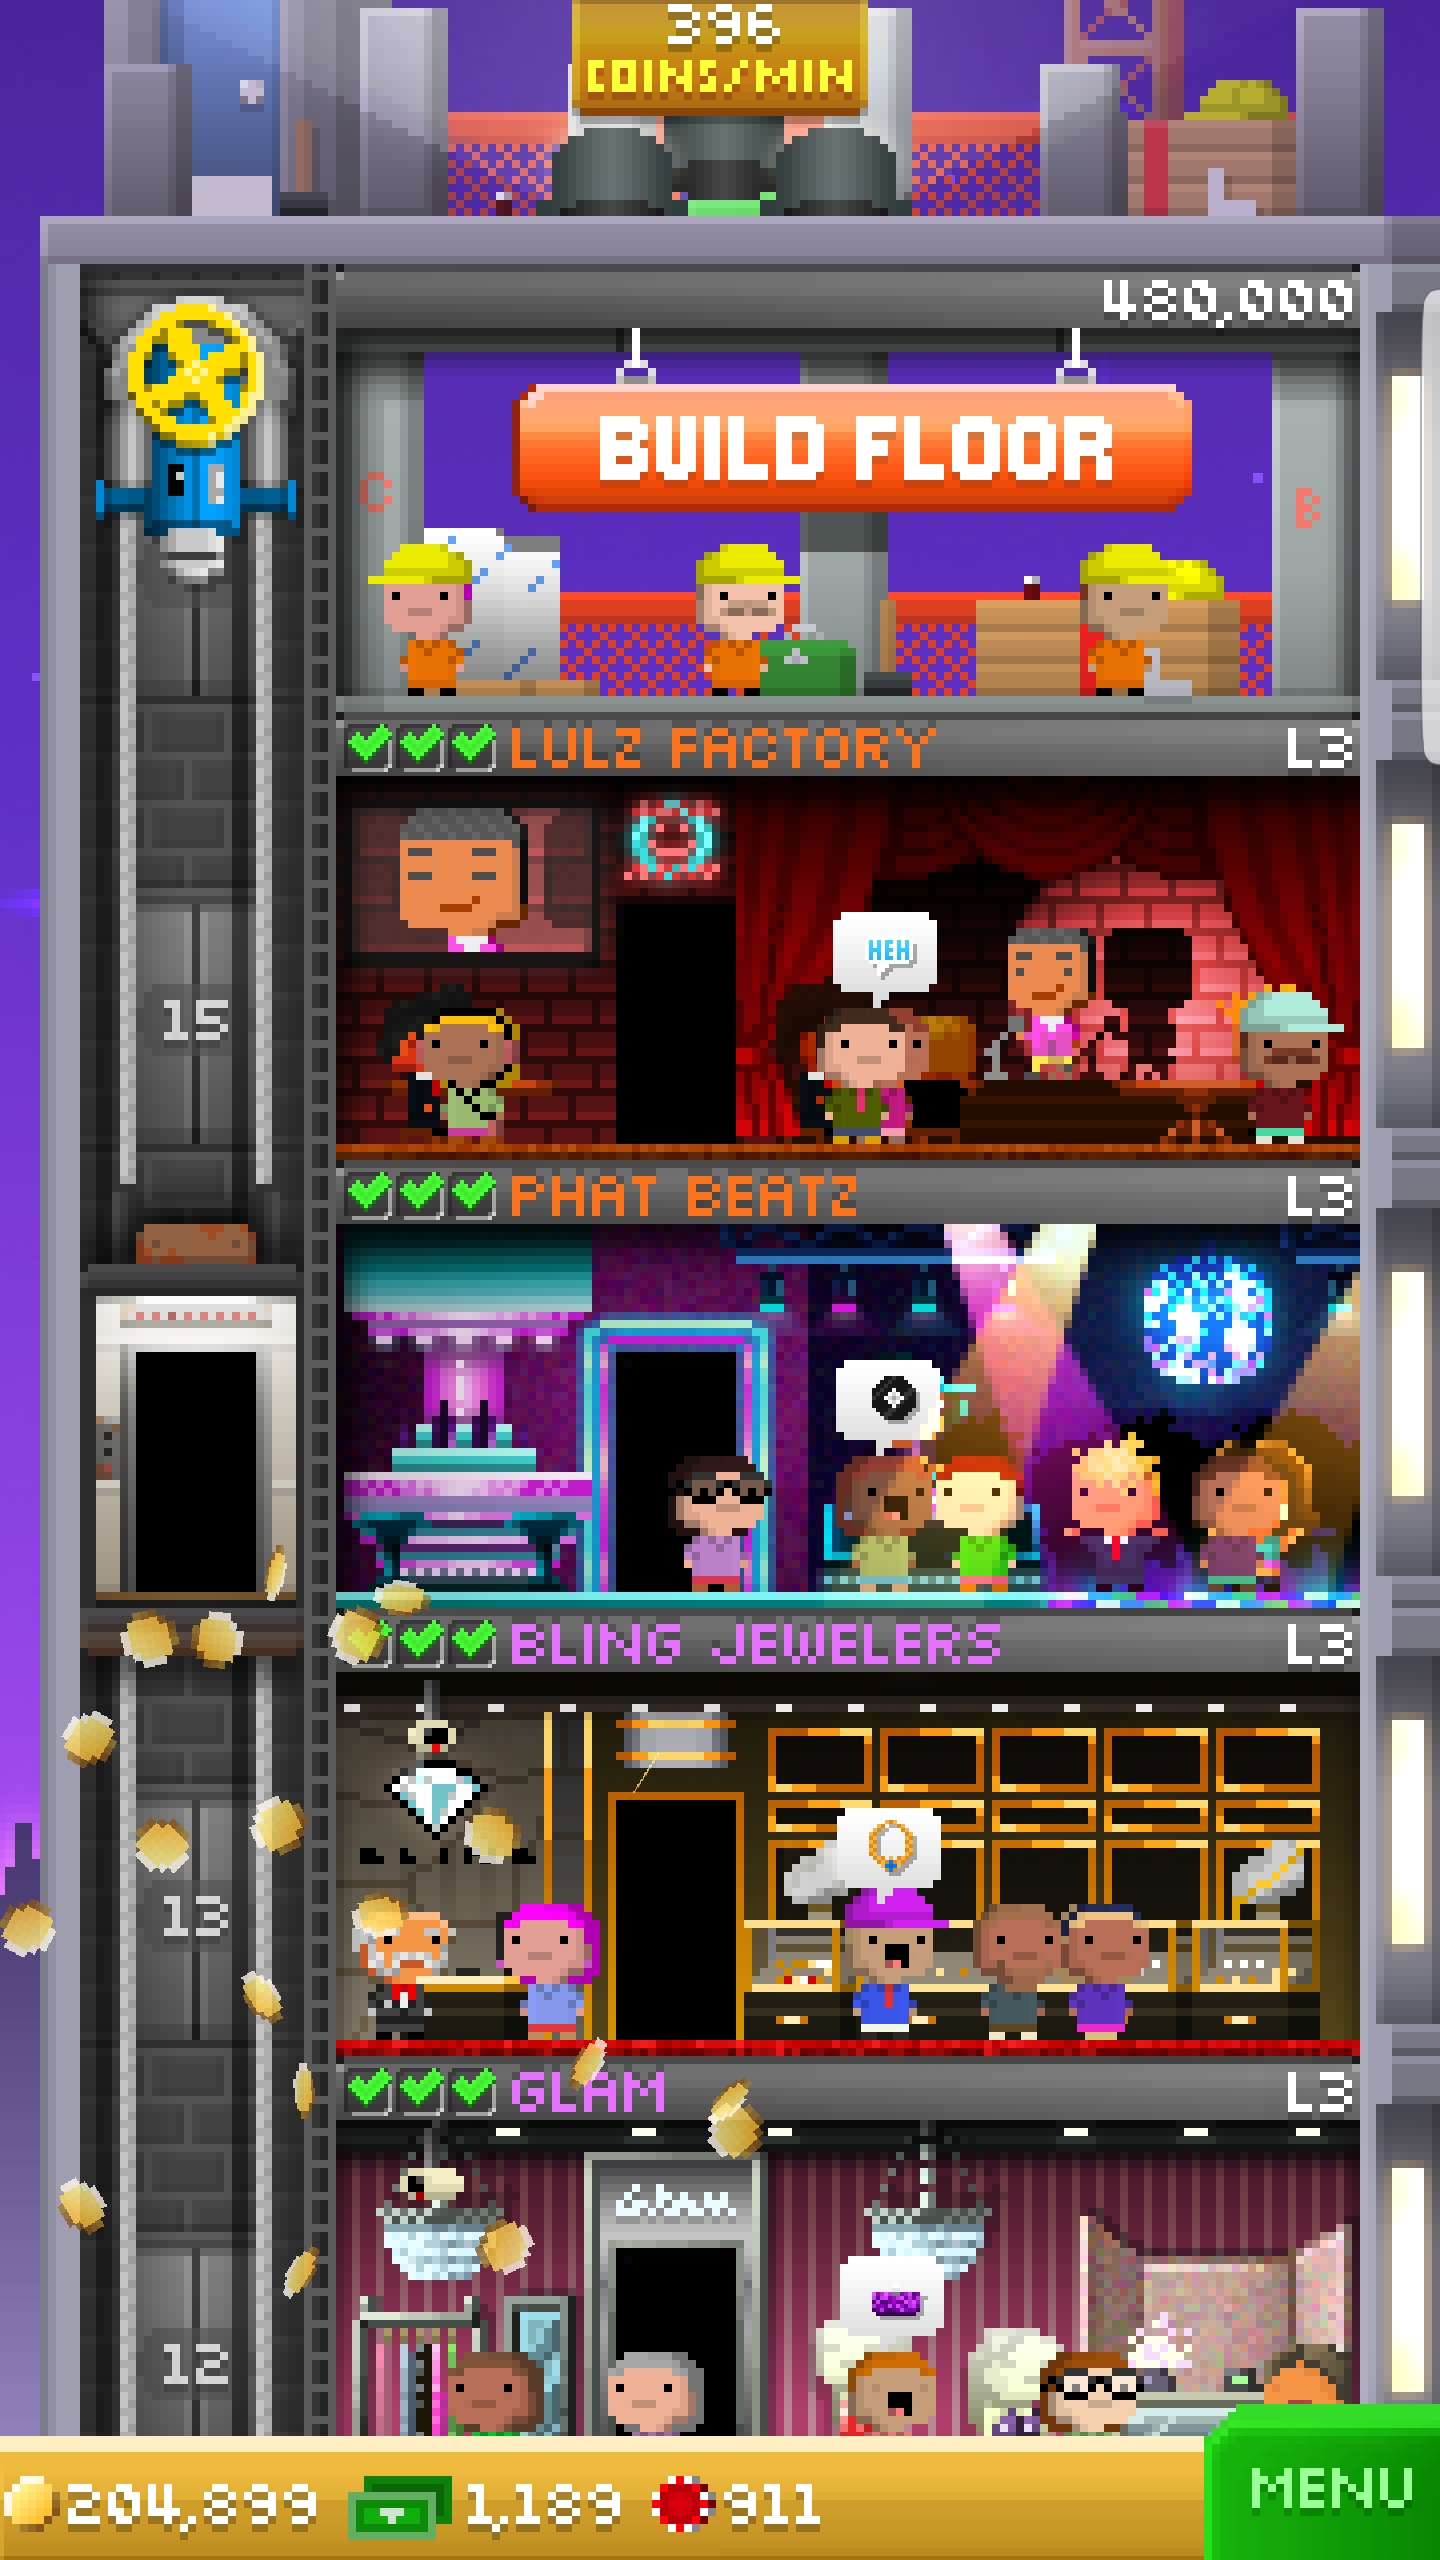 396
COINS/MIN
480,000
BUILD FLOOR
C
B
LULZ FACTORY L3
HEH
15
PHAT BEATZ L3
BLING JEWELERS L3
13
GLAM L3
Glam
12
204,899 1,189 911
MENU